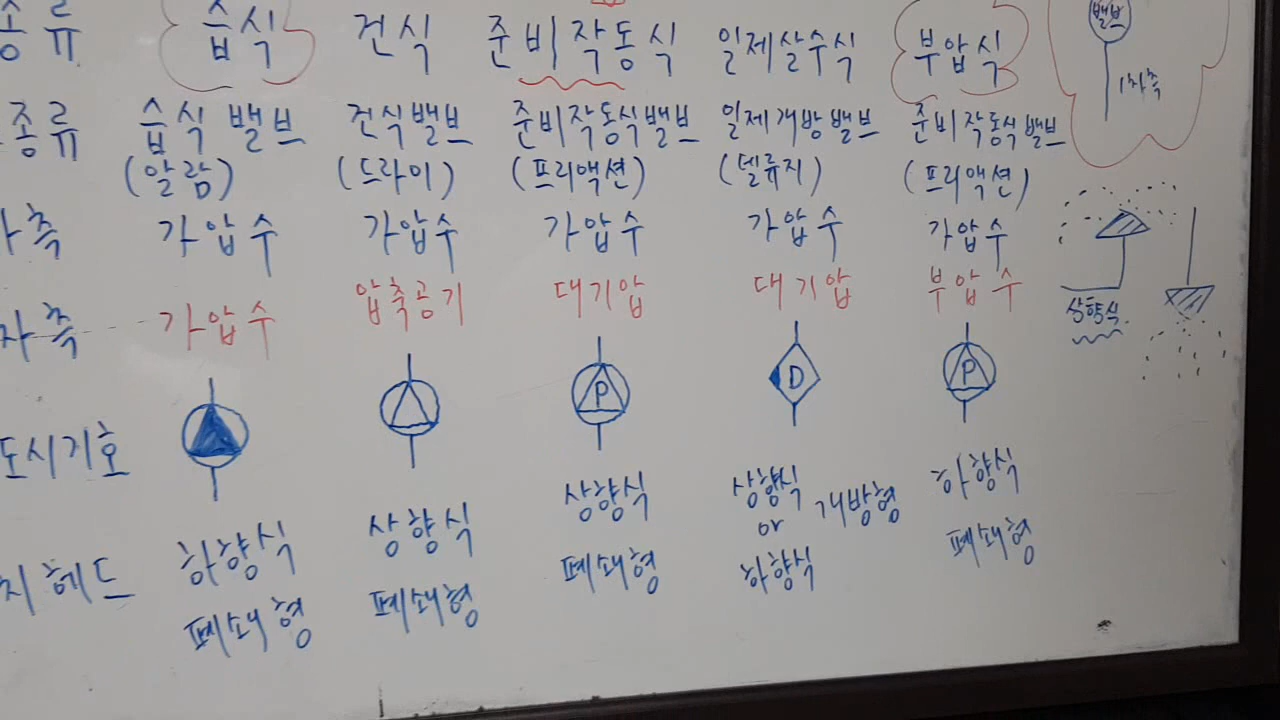 종류 습식 건식 준비작동식 일제살수식 부압식
종류 습식 밸브 건식밸브 준비작동식밸브 일제개방밸브 준비작동식밸브
(알람) (드라이) (프리액션) (델류지) (프리액션)
측 가압수 가압수 가압수 가압수 가압수
측 가압수 압축공기 대기압 대기압 부압수
도시기호 P D P
헤드 하향식 상향식 상향식 상향식 or 하향식 개방형 하향식
폐쇄형 폐쇄형 폐쇄형 폐쇄형
밸브
1차측
상향식